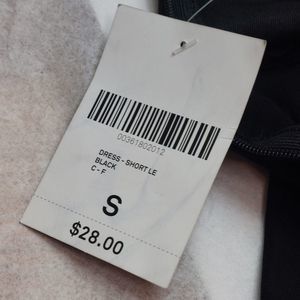 00361802012
DRESS - SHORT LE
BLACK
C - F
S
$28.00